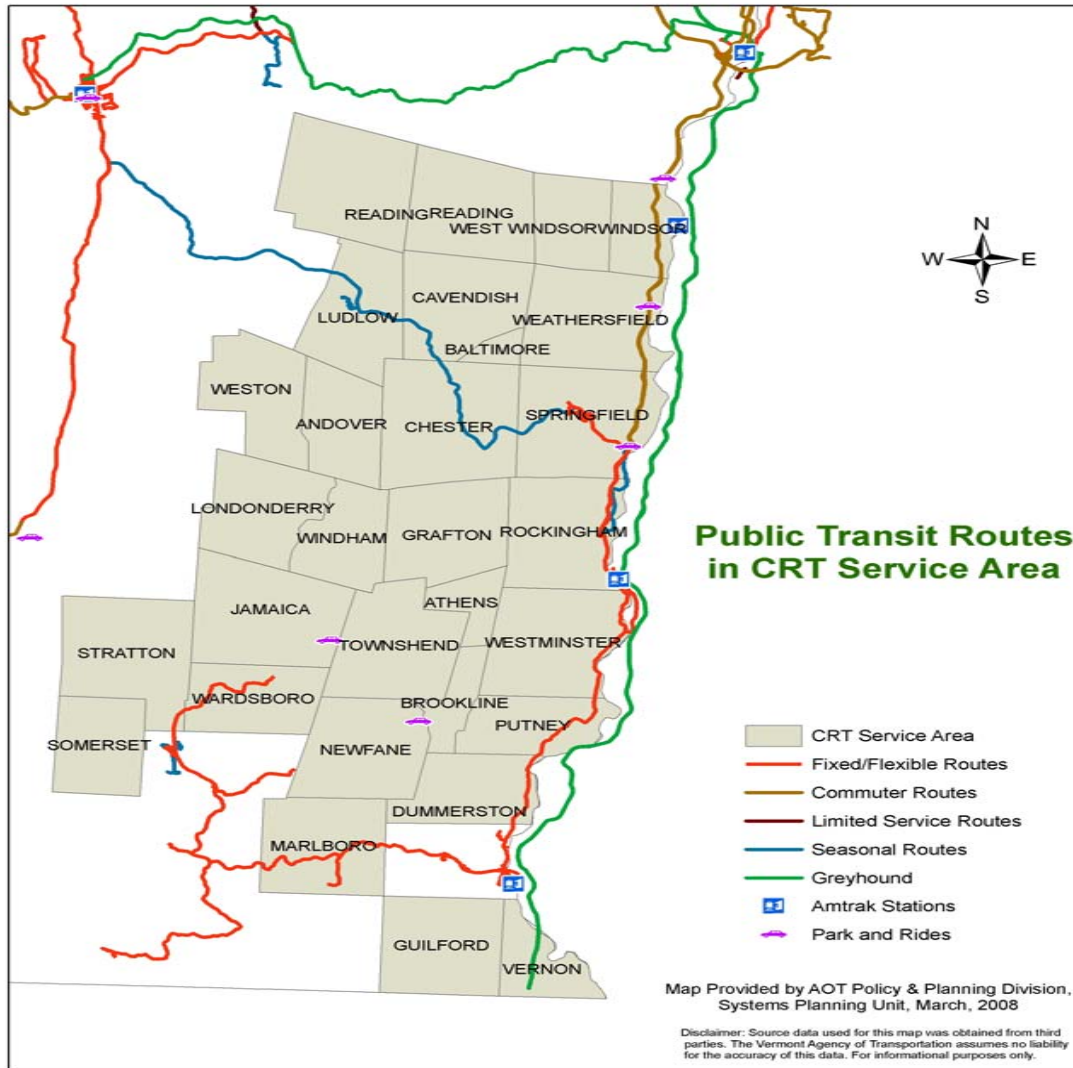 N
W E
S
READING
READING
WEST WINDSOR
WINDSOR
CAVENDISH
LUDLOW
WEATHERSFIELD
BALTIMORE
WESTON
ANDOVER
CHESTER
SPRINGFIELD
LONDONDERRY
WINDHAM
GRAFTON
ROCKINGHAM
Public Transit Routes
in CRT Service Area
JAMAICA
ATHENS
STRATTON
TOWNSHEND
WESTMINSTER
WARDSBORO
BROOKLINE
SOMERSET
NEWFANE
PUTNEY
DUMMERSTON
MARLBORO
GUILFORD
VERNON
CRT Service Area
Fixed/Flexible Routes
Commuter Routes
Limited Service Routes
Seasonal Routes
Greyhound
Amtrak Stations
Park and Rides
Map Provided by AOT Policy & Planning Division,
Systems Planning Unit, March, 2008
Disclaimer: Source data used for this map was obtained from third
parties. The Vermont Agency of Transportation assumes no liability
for the accuracy of this data. For informational purposes only.